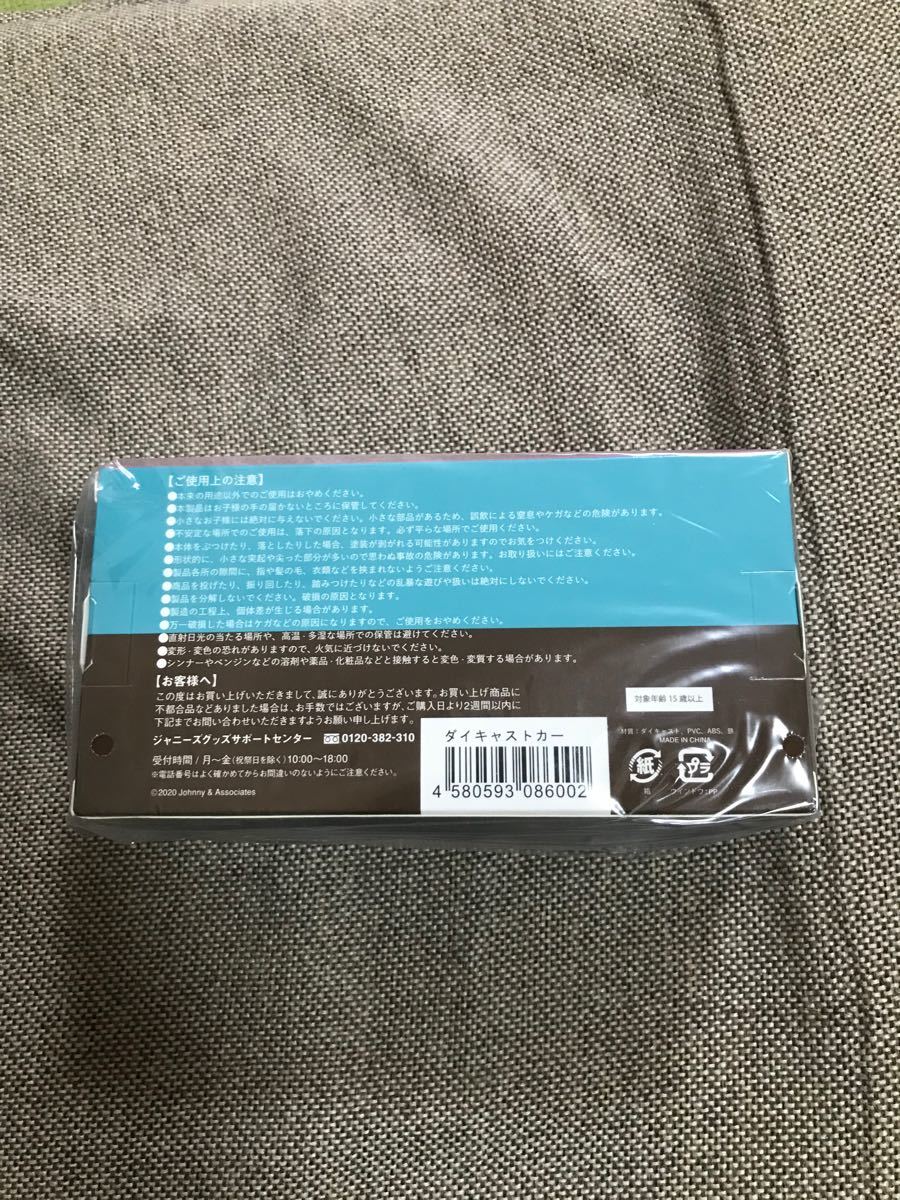 【ご使用上の注意】
●本来の用途以外でのご使用はおやめください。
●本製品はお子様の手の届かないところに保管してください。
●小さなお子様には絶対に与えないでください。小さな部品があるため、誤飲による窒息やケガなどの危険があります。
●不安定な場所でのご使用は、落下の原因となります。必ず平らな場所でご使用ください。
●本体をぶつけたり、落としたりした場合、塗装が剥がれる可能性がありますのでお気をつけください。
●形状的に、小さな突起や尖った部分が多いので思わぬ事故の危険があります。お取り扱いにはご注意ください。
●製品各所の隙間に、指や髪の毛、衣類などを挟まれないようご注意ください。
●商品を投げたり、振り回したり、踏みつけたりなどの乱暴な遊びや扱いは絶対にしないでください。
●製品を分解しないでください。破損の原因となります。
●製造の工程上、個体差が生じる場合があります。
●万一破損した場合はケガなどの原因になりますので、ご使用をおやめください。
●直射日光の当たる場所や、高温・多湿な場所での保管は避けてください。
●変形・変色の恐れがありますので、火気に近づけないでください。
●シンナーやベンジンなどの溶剤や薬品・化粧品などと接触すると変色・変質する場合があります。
【お客様へ】
この度はお買い上げいただきまして、誠にありがとうございます。お買い上げ商品に
不都合品などありました場合は、お手数ではございますが、ご購入日より2週間以内に
下記までお問い合わせいただきますようお願い申し上げます。
ジャニーズグッズサポートセンター 0120-382-310
受付時間 / 月～金(祝祭日を除く)10:00～18:00
※電話番号はよく確かめてからお間違いのないようにご注意ください。
©2020 Johnny & Associates
ダイキャストカー
4 580593 086002
対象年齢 15歳以上
材質：ダイキャスト、PVC、ABS、鉄
MADE IN CHINA
紙
箱
プラ
ウインドウ:PP